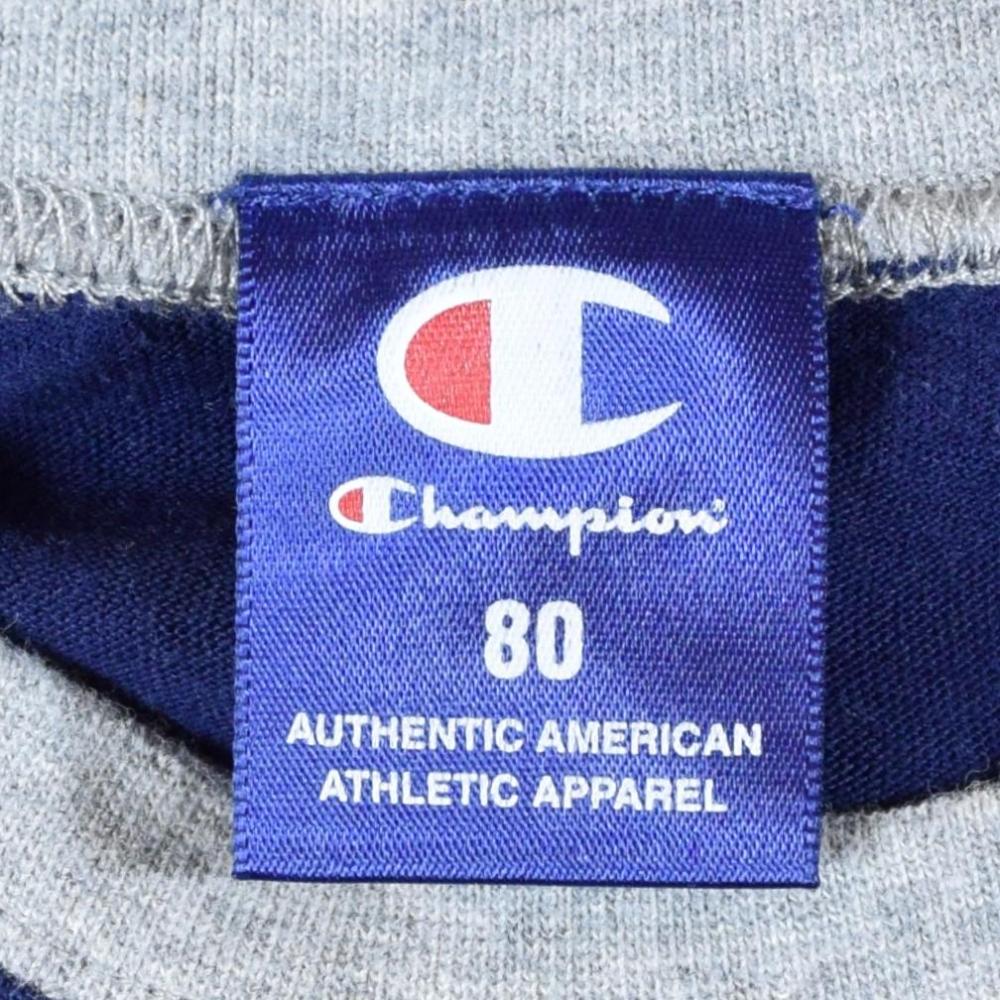 Champion
80
AUTHENTIC AMERICAN
ATHLETIC APPAREL